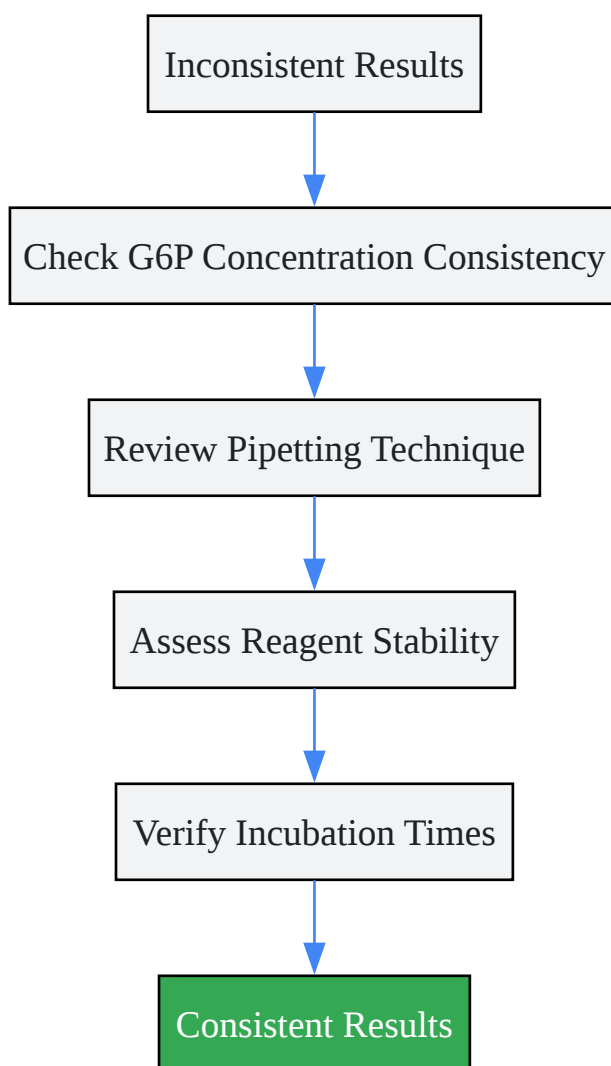 Inconsistent Results
Check G6P Concentration Consistency
Review Pipetting Technique
Assess Reagent Stability
Verify Incubation Times
Consistent Results